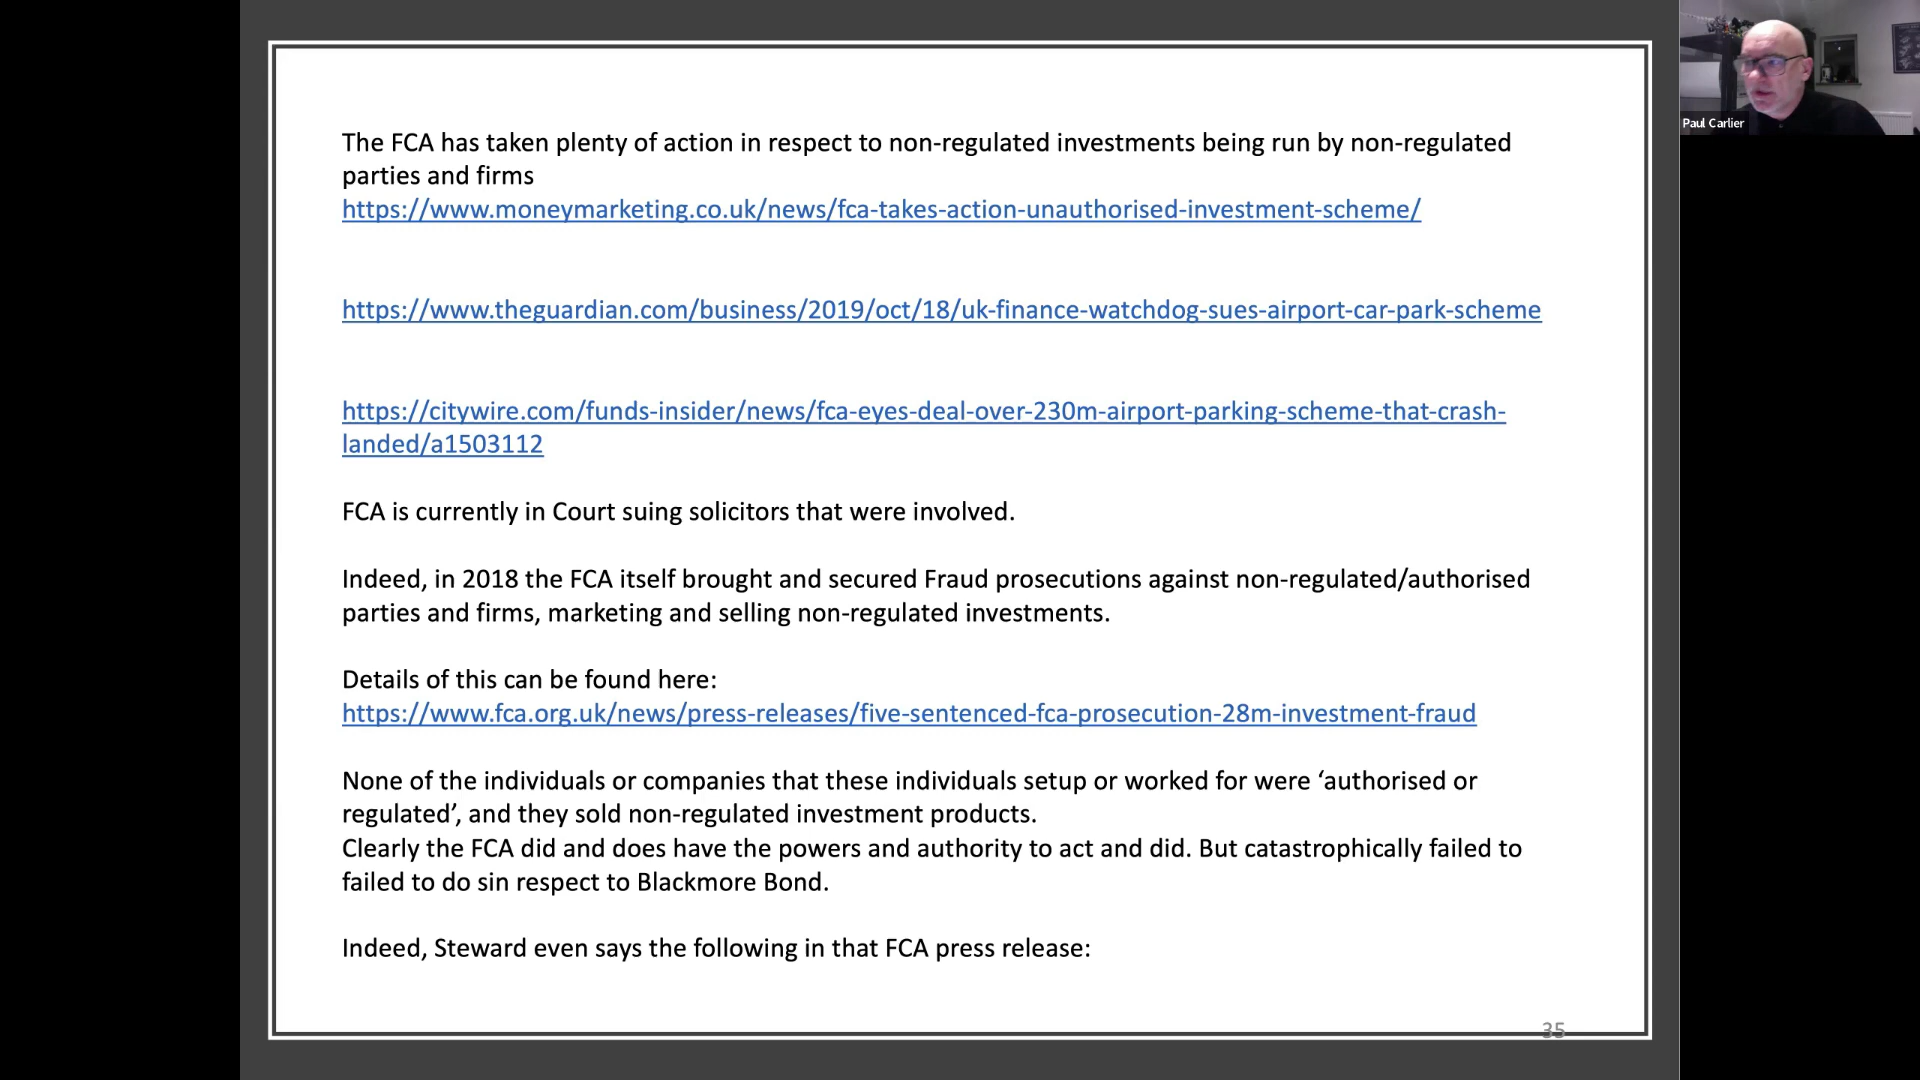 The FCA has taken plenty of action in respect to non-regulated investments being run by non-regulated
parties and firms
https://www.moneymarketing.co.uk/news/fca-takes-action-unauthorised-investment-scheme/
https://www.theguardian.com/business/2019/oct/18/uk-finance-watchdog-sues-airport-car-park-scheme
https://citywire.com/funds-insider/news/fca-eyes-deal-over-230m-airport-parking-scheme-that-crash-
landed/a1503112
FCA is currently in Court suing solicitors that were involved.
Indeed, in 2018 the FCA itself brought and secured Fraud prosecutions against non-regulated/authorised
parties and firms, marketing and selling non-regulated investments.
Details of this can be found here:
https://www.fca.org.uk/news/press-releases/five-sentenced-fca-prosecution-28m-investment-fraud
None of the individuals or companies that these individuals setup or worked for were ‘authorised or
regulated’, and they sold non-regulated investment products.
Clearly the FCA did and does have the powers and authority to act and did. But catastrophically failed to
failed to do sin respect to Blackmore Bond.
Indeed, Steward even says the following in that FCA press release:
35
Paul Carlier